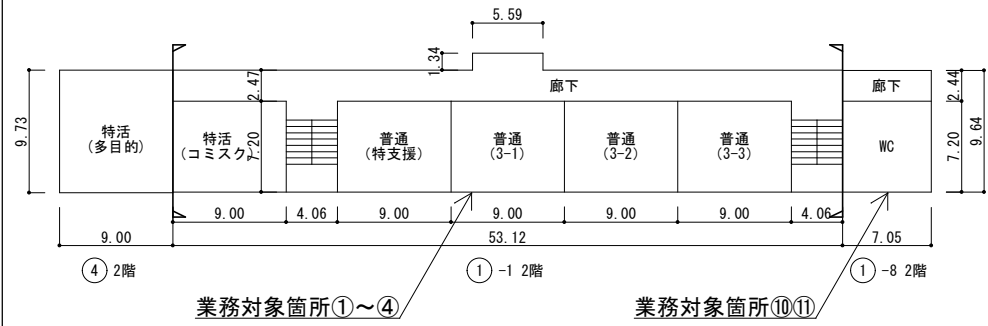 5.59
1.34
9.73
2.47
7.20
廊下
廊下
2.44
7.20
9.64
特活
(多目的)
特活
(コミスク)
普通
(特支援)
普通
(3-1)
普通
(3-2)
普通
(3-3)
WC
9.00
4.06
9.00
9.00
9.00
9.00
4.06
9.00
53.12
7.05
④ 2階
①-1 2階
①-8 2階
業務対象箇所①~④
業務対象箇所⑩⑪